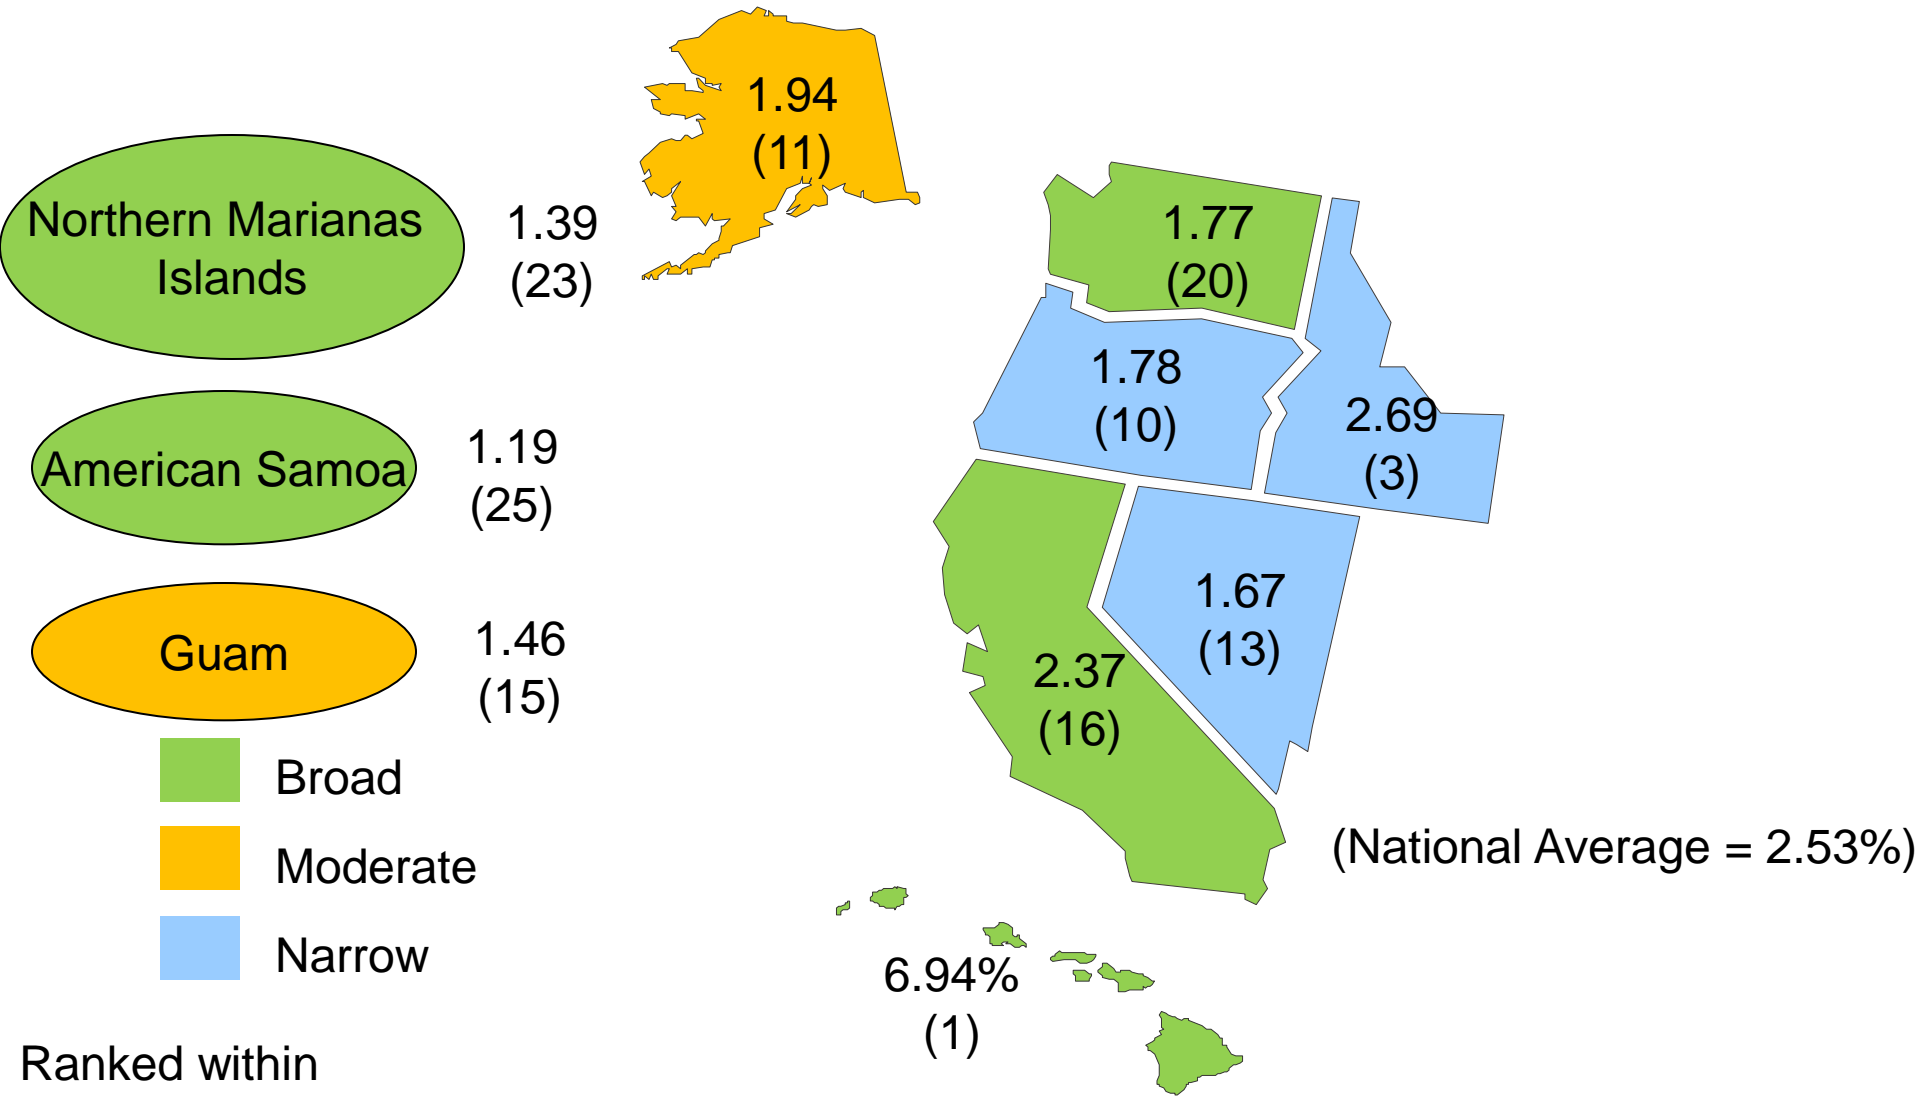 1.94
(11)
Northern Marianas
Islands
1.39
(23)
1.77
(20)
1.78
(10)
2.69
(3)
American Samoa
1.19
(25)
1.67
(13)
Guam
1.46
(15)
2.37
(16)
Broad
Moderate
Narrow
(National Average = 2.53%)
6.94%
(1)
Ranked within